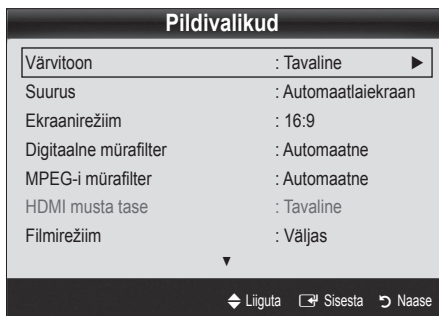 Pildivalikud
Värvitoon : Tavaline ►
Suurus : Automaatlaiekraan
Ekraanirežiim : 16:9
Digitaalne mürafilter : Automaatne
MPEG-i mürafilter : Automaatne
HDMI musta tase : Tavaline
Filmirežiim : Väljas
▼
Liiguta Sisesta Naase